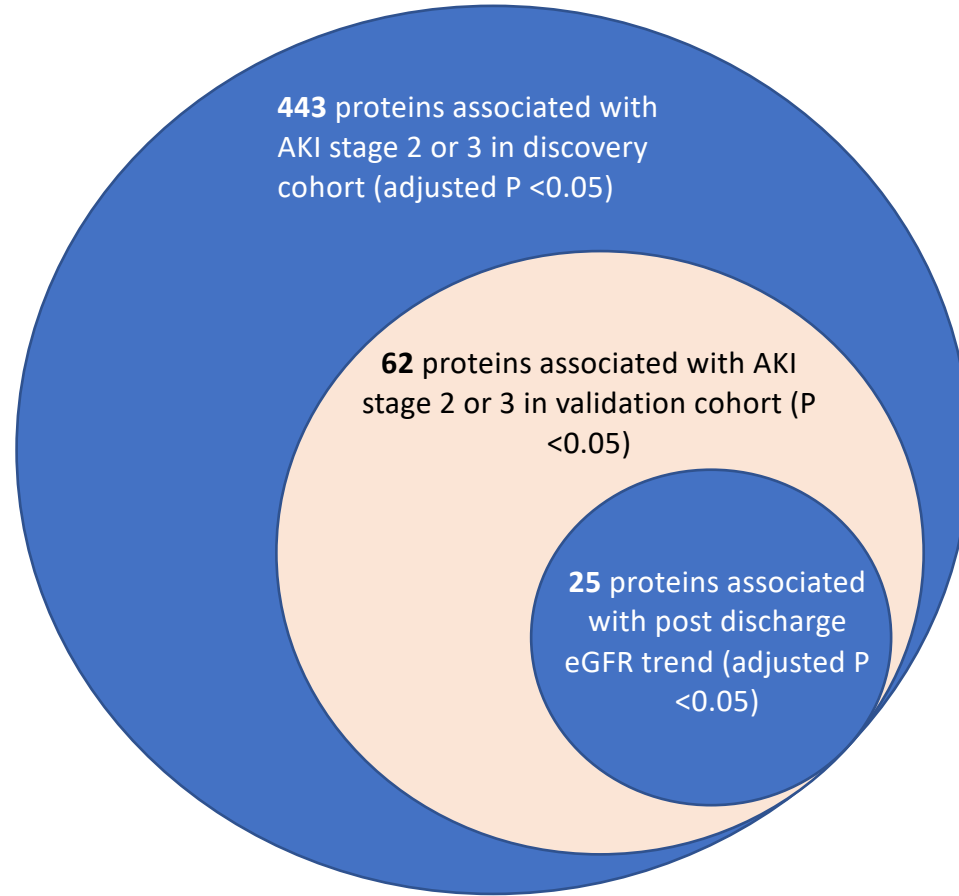 443 proteins associated with
AKI stage 2 or 3 in discovery
cohort (adjusted P <0.05)
62 proteins associated with AKI
stage 2 or 3 in validation cohort (P
<0.05)
25 proteins associated
with post discharge
eGFR trend (adjusted P
<0.05)